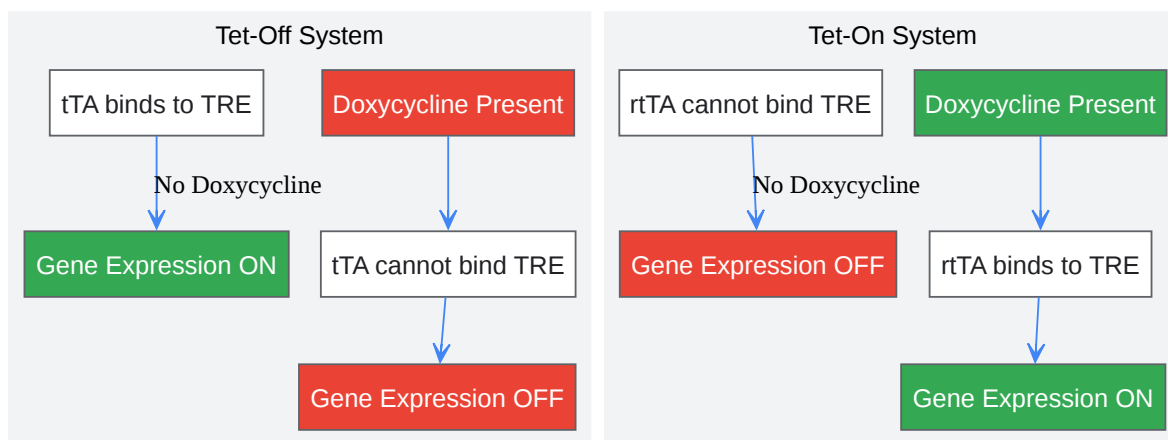 Tet-Off System
tTA binds to TRE
Doxycycline Present
No Doxycycline
Gene Expression ON
tTA cannot bind TRE
Gene Expression OFF
Tet-On System
rtTA cannot bind TRE
Doxycycline Present
No Doxycycline
Gene Expression OFF
rtTA binds to TRE
Gene Expression ON